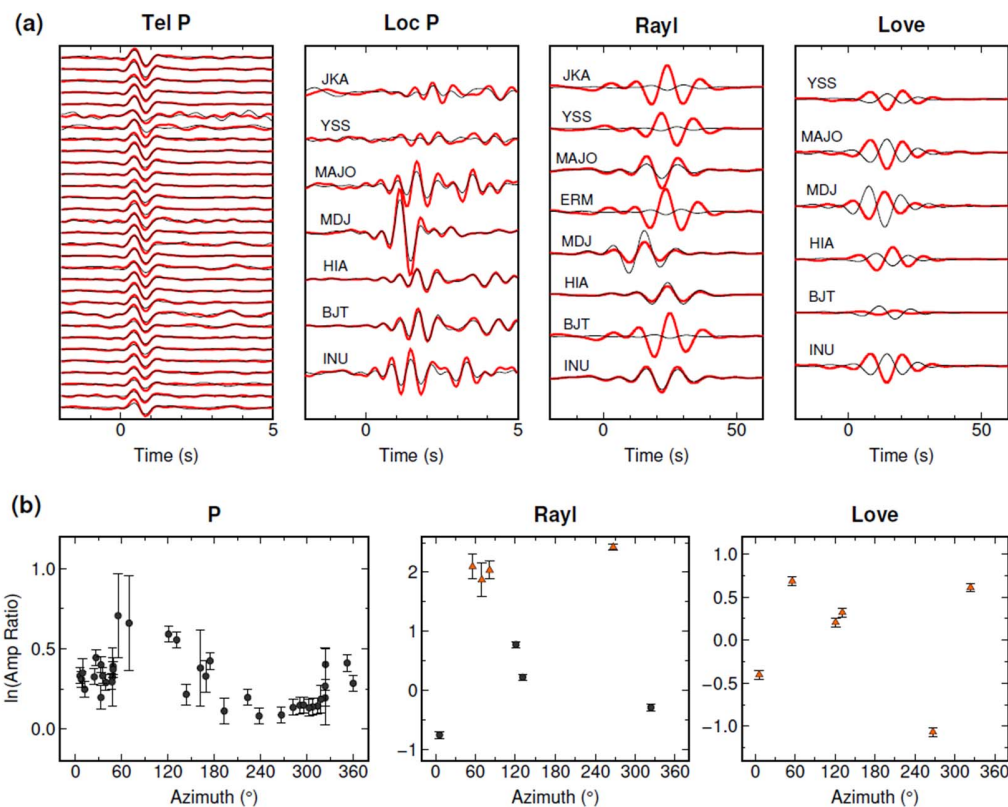 (a)
Tel P
Loc P
Rayl
Love
JKA
YSS
MAJO
MDJ
HIA
BJT
INU
JKA
YSS
MAJO
ERM
MDJ
HIA
BJT
INU
YSS
MAJO
MDJ
HIA
BJT
INU
0 5
0 5
0 50
0 50
Time (s)
Time (s)
Time (s)
Time (s)
(b)
P
Rayl
Love
ln(Amp Ratio)
1.0
0.5
0.0
2
1
0
−1
1.0
0.5
0.0
−0.5
−1.0
0 60 120 180 240 300 360
0 60 120 180 240 300 360
0 60 120 180 240 300 360
Azimuth (°)
Azimuth (°)
Azimuth (°)